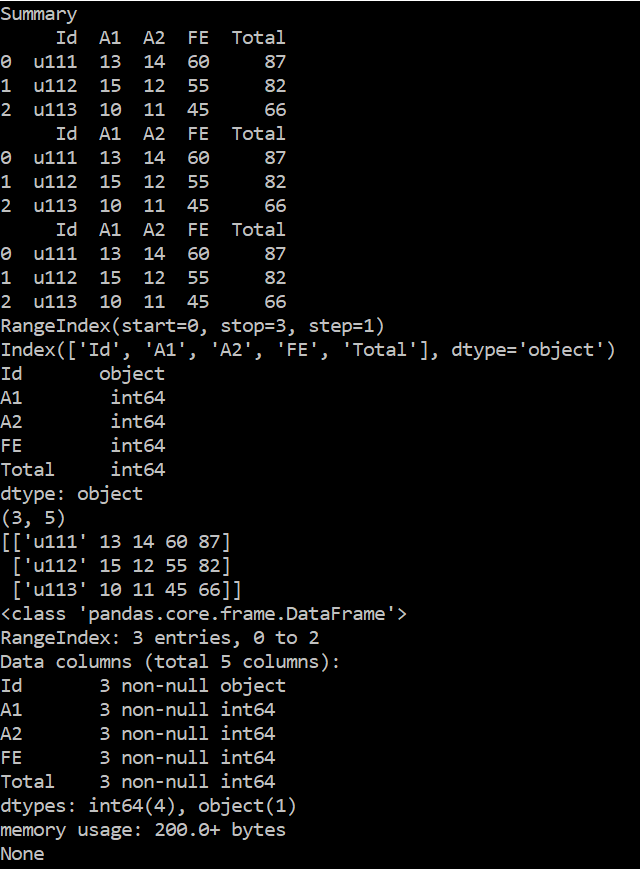 Summary
     Id  A1  A2  FE  Total
0  u111  13  14  60     87
1  u112  15  12  55     82
2  u113  10  11  45     66
     Id  A1  A2  FE  Total
0  u111  13  14  60     87
1  u112  15  12  55     82
2  u113  10  11  45     66
     Id  A1  A2  FE  Total
0  u111  13  14  60     87
1  u112  15  12  55     82
2  u113  10  11  45     66
RangeIndex(start=0, stop=3, step=1)
Index(['Id', 'A1', 'A2', 'FE', 'Total'], dtype='object')
Id       object
A1        int64
A2        int64
FE        int64
Total     int64
dtype: object
(3, 5)
[['u111' 13 14 60 87]
 ['u112' 15 12 55 82]
 ['u113' 10 11 45 66]]
<class 'pandas.core.frame.DataFrame'>
RangeIndex: 3 entries, 0 to 2
Data columns (total 5 columns):
Id       3 non-null object
A1       3 non-null int64
A2       3 non-null int64
FE       3 non-null int64
Total    3 non-null int64
dtypes: int64(4), object(1)
memory usage: 200.0+ bytes
None